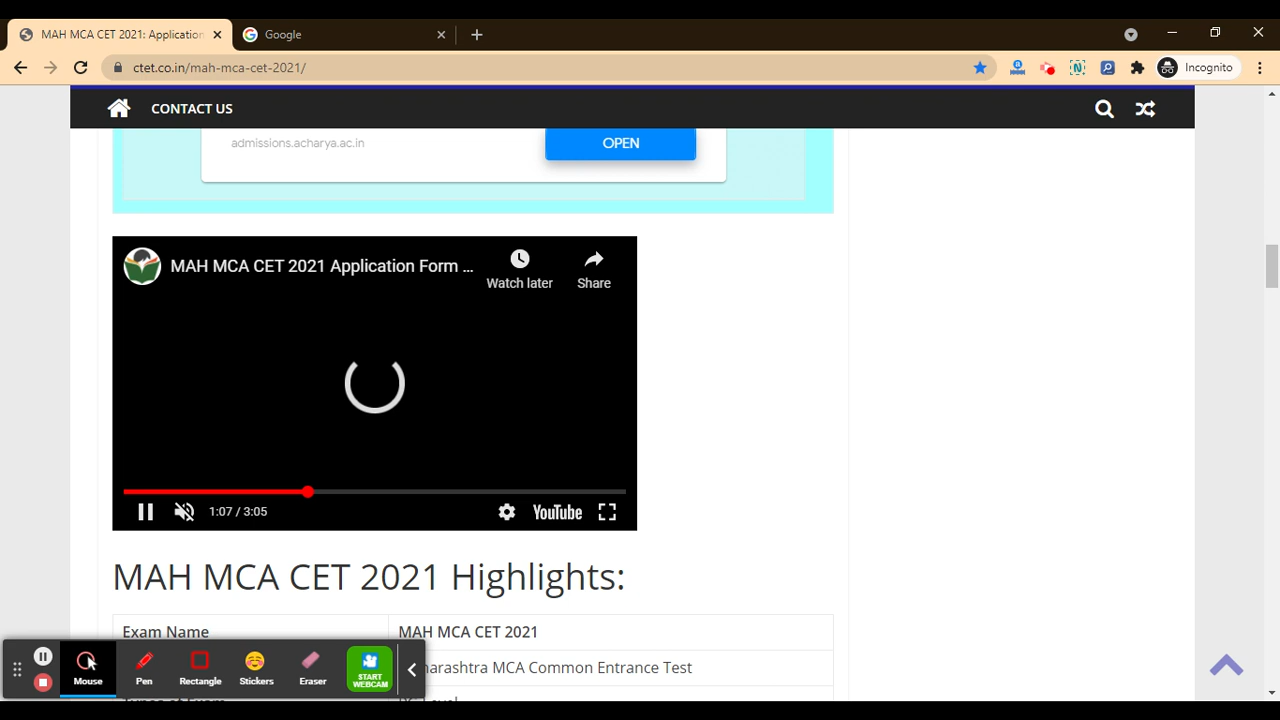 MAH MCA CET 2021: Application
Google
ctet.co.in/mah-mca-cet-2021/
Incognito
CONTACT US
admissions.acharya.ac.in
OPEN
MAH MCA CET 2021 Application Form ...
Watch later
Share
1:07 / 3:05
YouTube
MAH MCA CET 2021 Highlights:
Exam Name
MAH MCA CET 2021
MCA Common Entrance Test
Mouse
Pen
Rectangle
Stickers
Eraser
START
WEBCAM